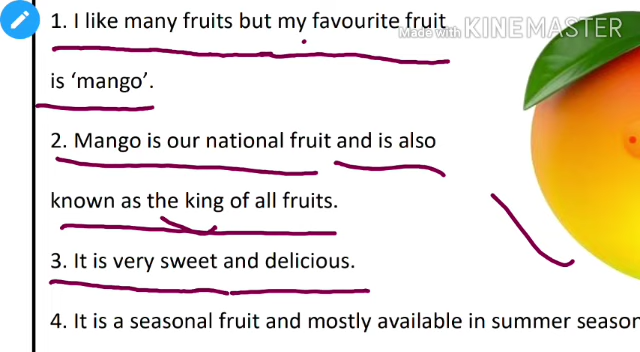 1. I like many fruits but my favourite fruit
Made with KINEMASTER
is ‘mango’.
2. Mango is our national fruit and is also
known as the king of all fruits.
3. It is very sweet and delicious.
4. It is a seasonal fruit and mostly available in summer season